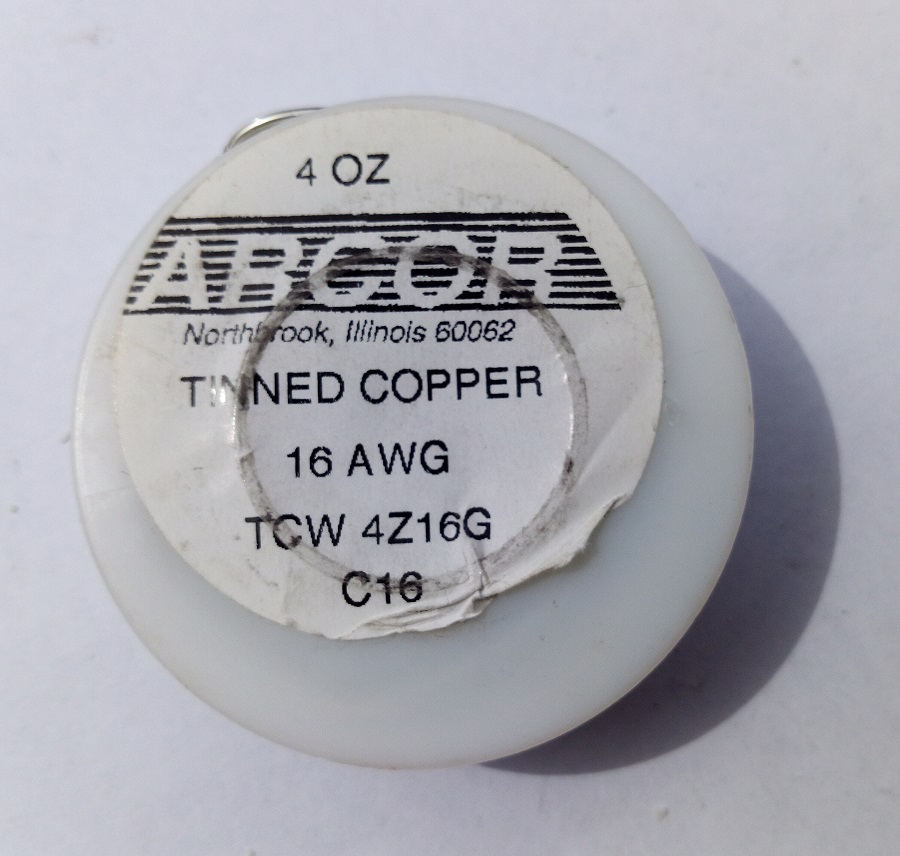 4 OZ
ARCOR
Northbrook, Illinois 60062
TINNED COPPER
16 AWG
TCW 4Z16G
C16